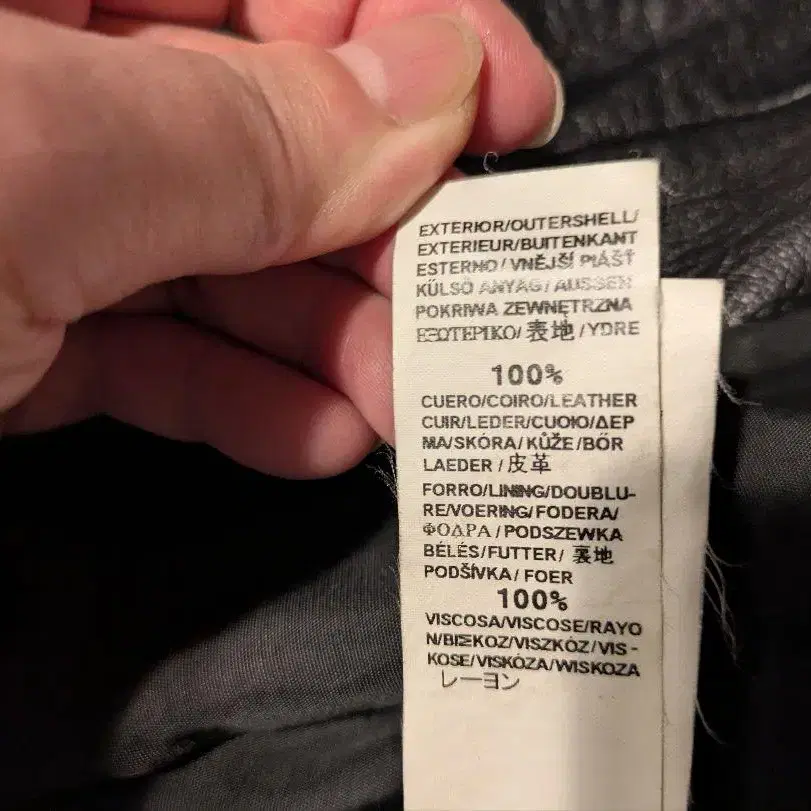 EXTERIOR/OUTERSHELL/
EXTERIEUR/BUITENKANT
ESTERNO/VNĚJŠÍ PLÁŠŤ
KÜLSÖ ANYAG/AUSSEN
POKRIWA ZEWNĘTRZNA
ΕΞΩΤΕΡΙΚΟ/表地/YDRE
100%
CUERO/COIRO/LEATHER
CUIR/LEDER/CUOIO/ΔΕΡ
ΜΑ/SKÓRA/KŮŽE/BŐR
LAEDER/皮革
FORRO/LINING/DOUBLU-
RE/VOERING/FODERA/
ΦΟΔΡΑ/PODSZEWKA
BÉLÉS/FUTTER/裏地
PODŠÍVKA/FOER
100%
VISCOSA/VISCOSE/RAYO
N/ΒΙΣΚΟΖ/VISZKÓZ/VIS-
KOSE/VISKÓZA/WISKOZA
レーヨン